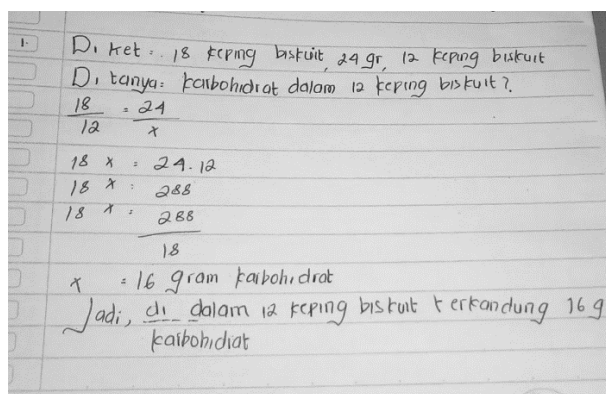 1. Di ket : 18 keping biskuit, 24 gr, 12 keping biskuit
Di tanya : karbohidrat dalam 12 keping biskuit ?
18/12 = 24/x
18 x = 24.12
18 x = 288
18 x = 288/18
x = 16 gram karbohidrat
Jadi, di dalam 12 keping biskuit terkandung 16 g
karbohidrat